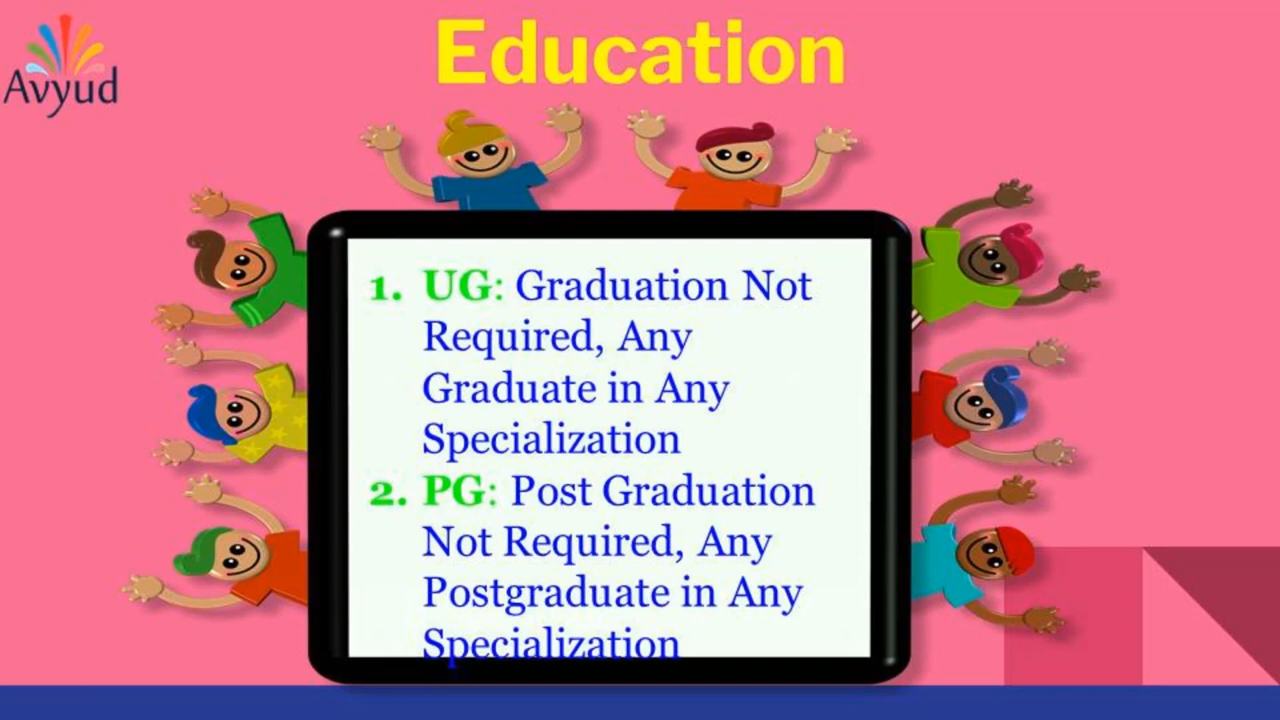 Avyud
Education
1. UG: Graduation Not
Required, Any
Graduate in Any
Specialization
2. PG: Post Graduation
Not Required, Any
Postgraduate in Any
Specialization